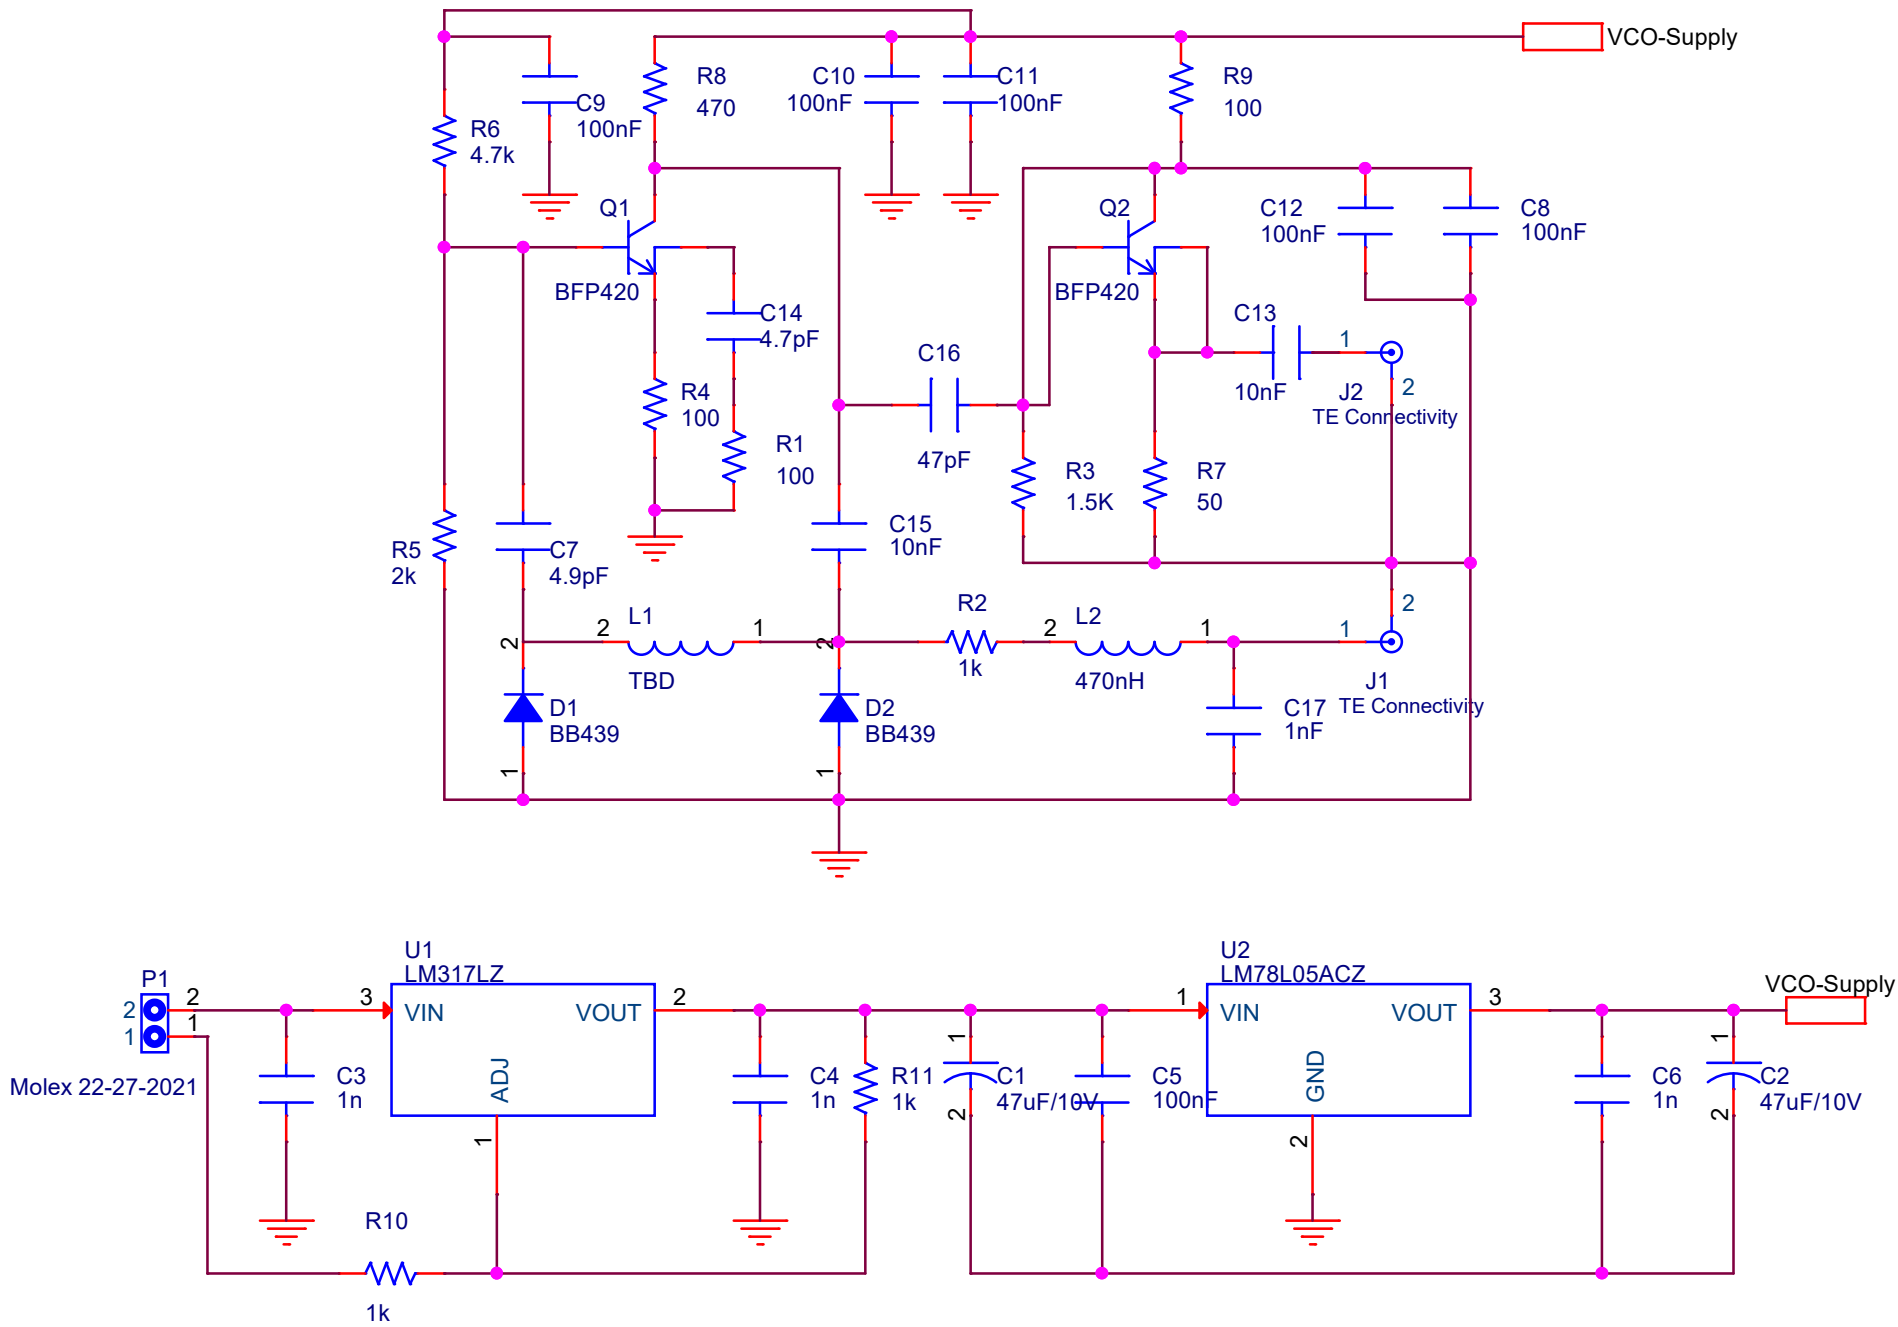 VCO-Supply
R8
470
C10
100nF
C11
100nF
R9
100
C9
100nF
R6
4.7k
Q1
BFP420
Q2
BFP420
C12
100nF
C8
100nF
C14
4.7pF
C13
10nF
1
J2
2
TE Connectivity
C16
47pF
R4
100
R1
100
R3
1.5K
R7
50
R5
2k
C7
4.9pF
C15
10nF
2
L1
2
1
TBD
2
R2
1k
L2
2
1
470nH
1
2
J1
TE Connectivity
D1
BB439
1
D2
BB439
1
C17
1nF
P1
2
1
2
1
Molex 22-27-2021
C3
1n
U1
LM317LZ
3
VIN
VOUT
2
ADJ
1
C4
1n
R11
1k
1
C1
47uF/10V
2
C5
100nF
U2
LM78L05ACZ
1
VIN
VOUT
3
GND
2
VCO-Supply
C6
1n
1
C2
47uF/10V
2
R10
1k